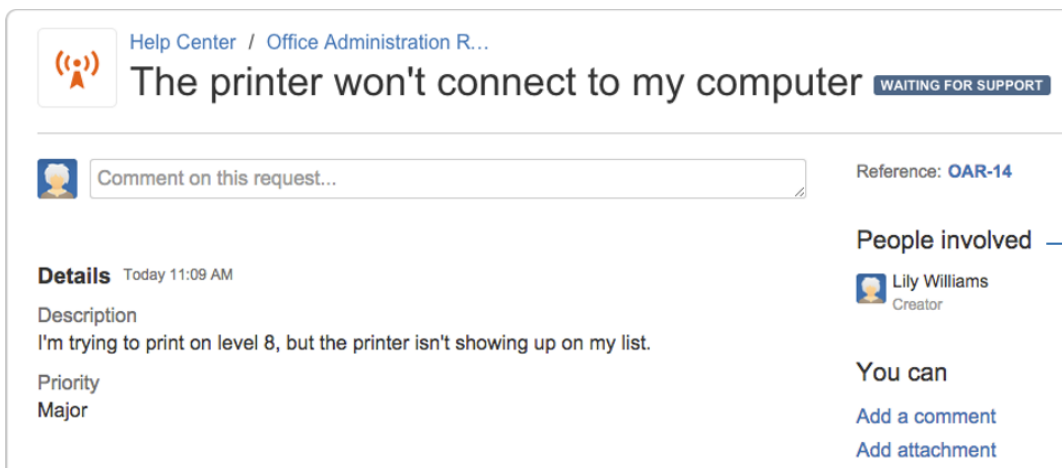 Help Center / Office Administration R...
The printer won't connect to my computer WAITING FOR SUPPORT
Comment on this request...
Reference: OAR-14
People involved
Lily Williams
Creator
Details Today 11:09 AM
Description
I'm trying to print on level 8, but the printer isn't showing up on my list.
Priority
Major
You can
Add a comment
Add attachment